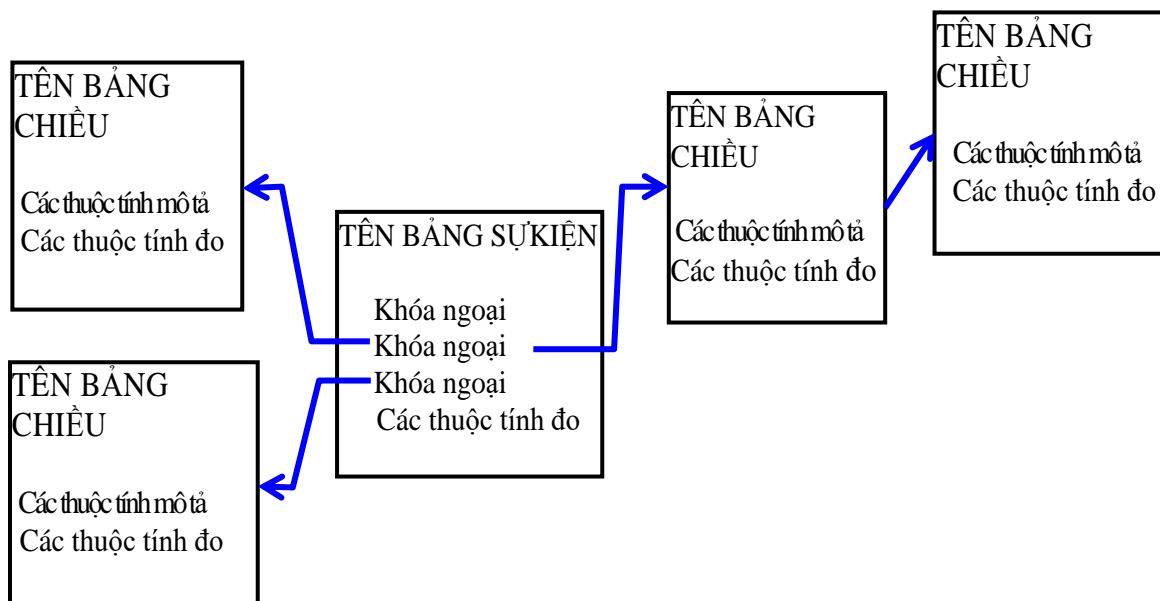 TÊN BẢNG
CHIỀU
Các thuộc tính mô tả
Các thuộc tính đo
TÊN BẢNG
CHIỀU
Các thuộc tính mô tả
Các thuộc tính đo
TÊN BẢNG SỰ KIỆN
Khóa ngoại
Khóa ngoại
Khóa ngoại
Các thuộc tính đo
TÊN BẢNG
CHIỀU
Các thuộc tính mô tả
Các thuộc tính đo
TÊN BẢNG
CHIỀU
Các thuộc tính mô tả
Các thuộc tính đo